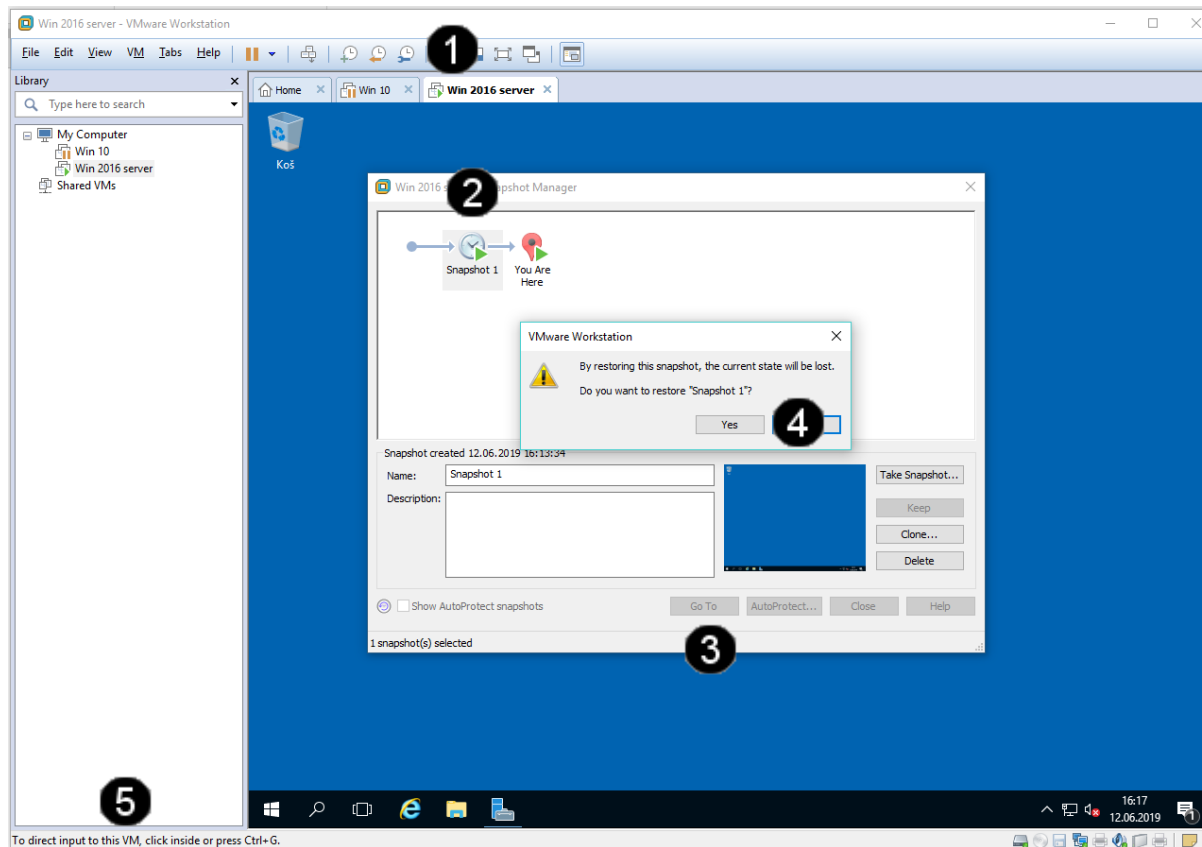 Win 2016 server - VMware Workstation
File Edit View VM Tabs Help
1
Library
Type here to search
My Computer
Win 10
Win 2016 server
Shared VMs
Home
Win 10
Win 2016 server
Koš
Win 2016
2
apshot Manager
Snapshot 1
You Are
Here
VMware Workstation
By restoring this snapshot, the current state will be lost.
Do you want to restore "Snapshot 1"?
Yes
4
Snapshot created 12.06.2019 16:13:34
Name:
Snapshot 1
Description:
Take Snapshot...
Keep
Clone...
Delete
Show AutoProtect snapshots
Go To
AutoProtect...
Close
Help
1 snapshot(s) selected
3
5
16:17
12.06.2019
1
To direct input to this VM, click inside or press Ctrl+G.